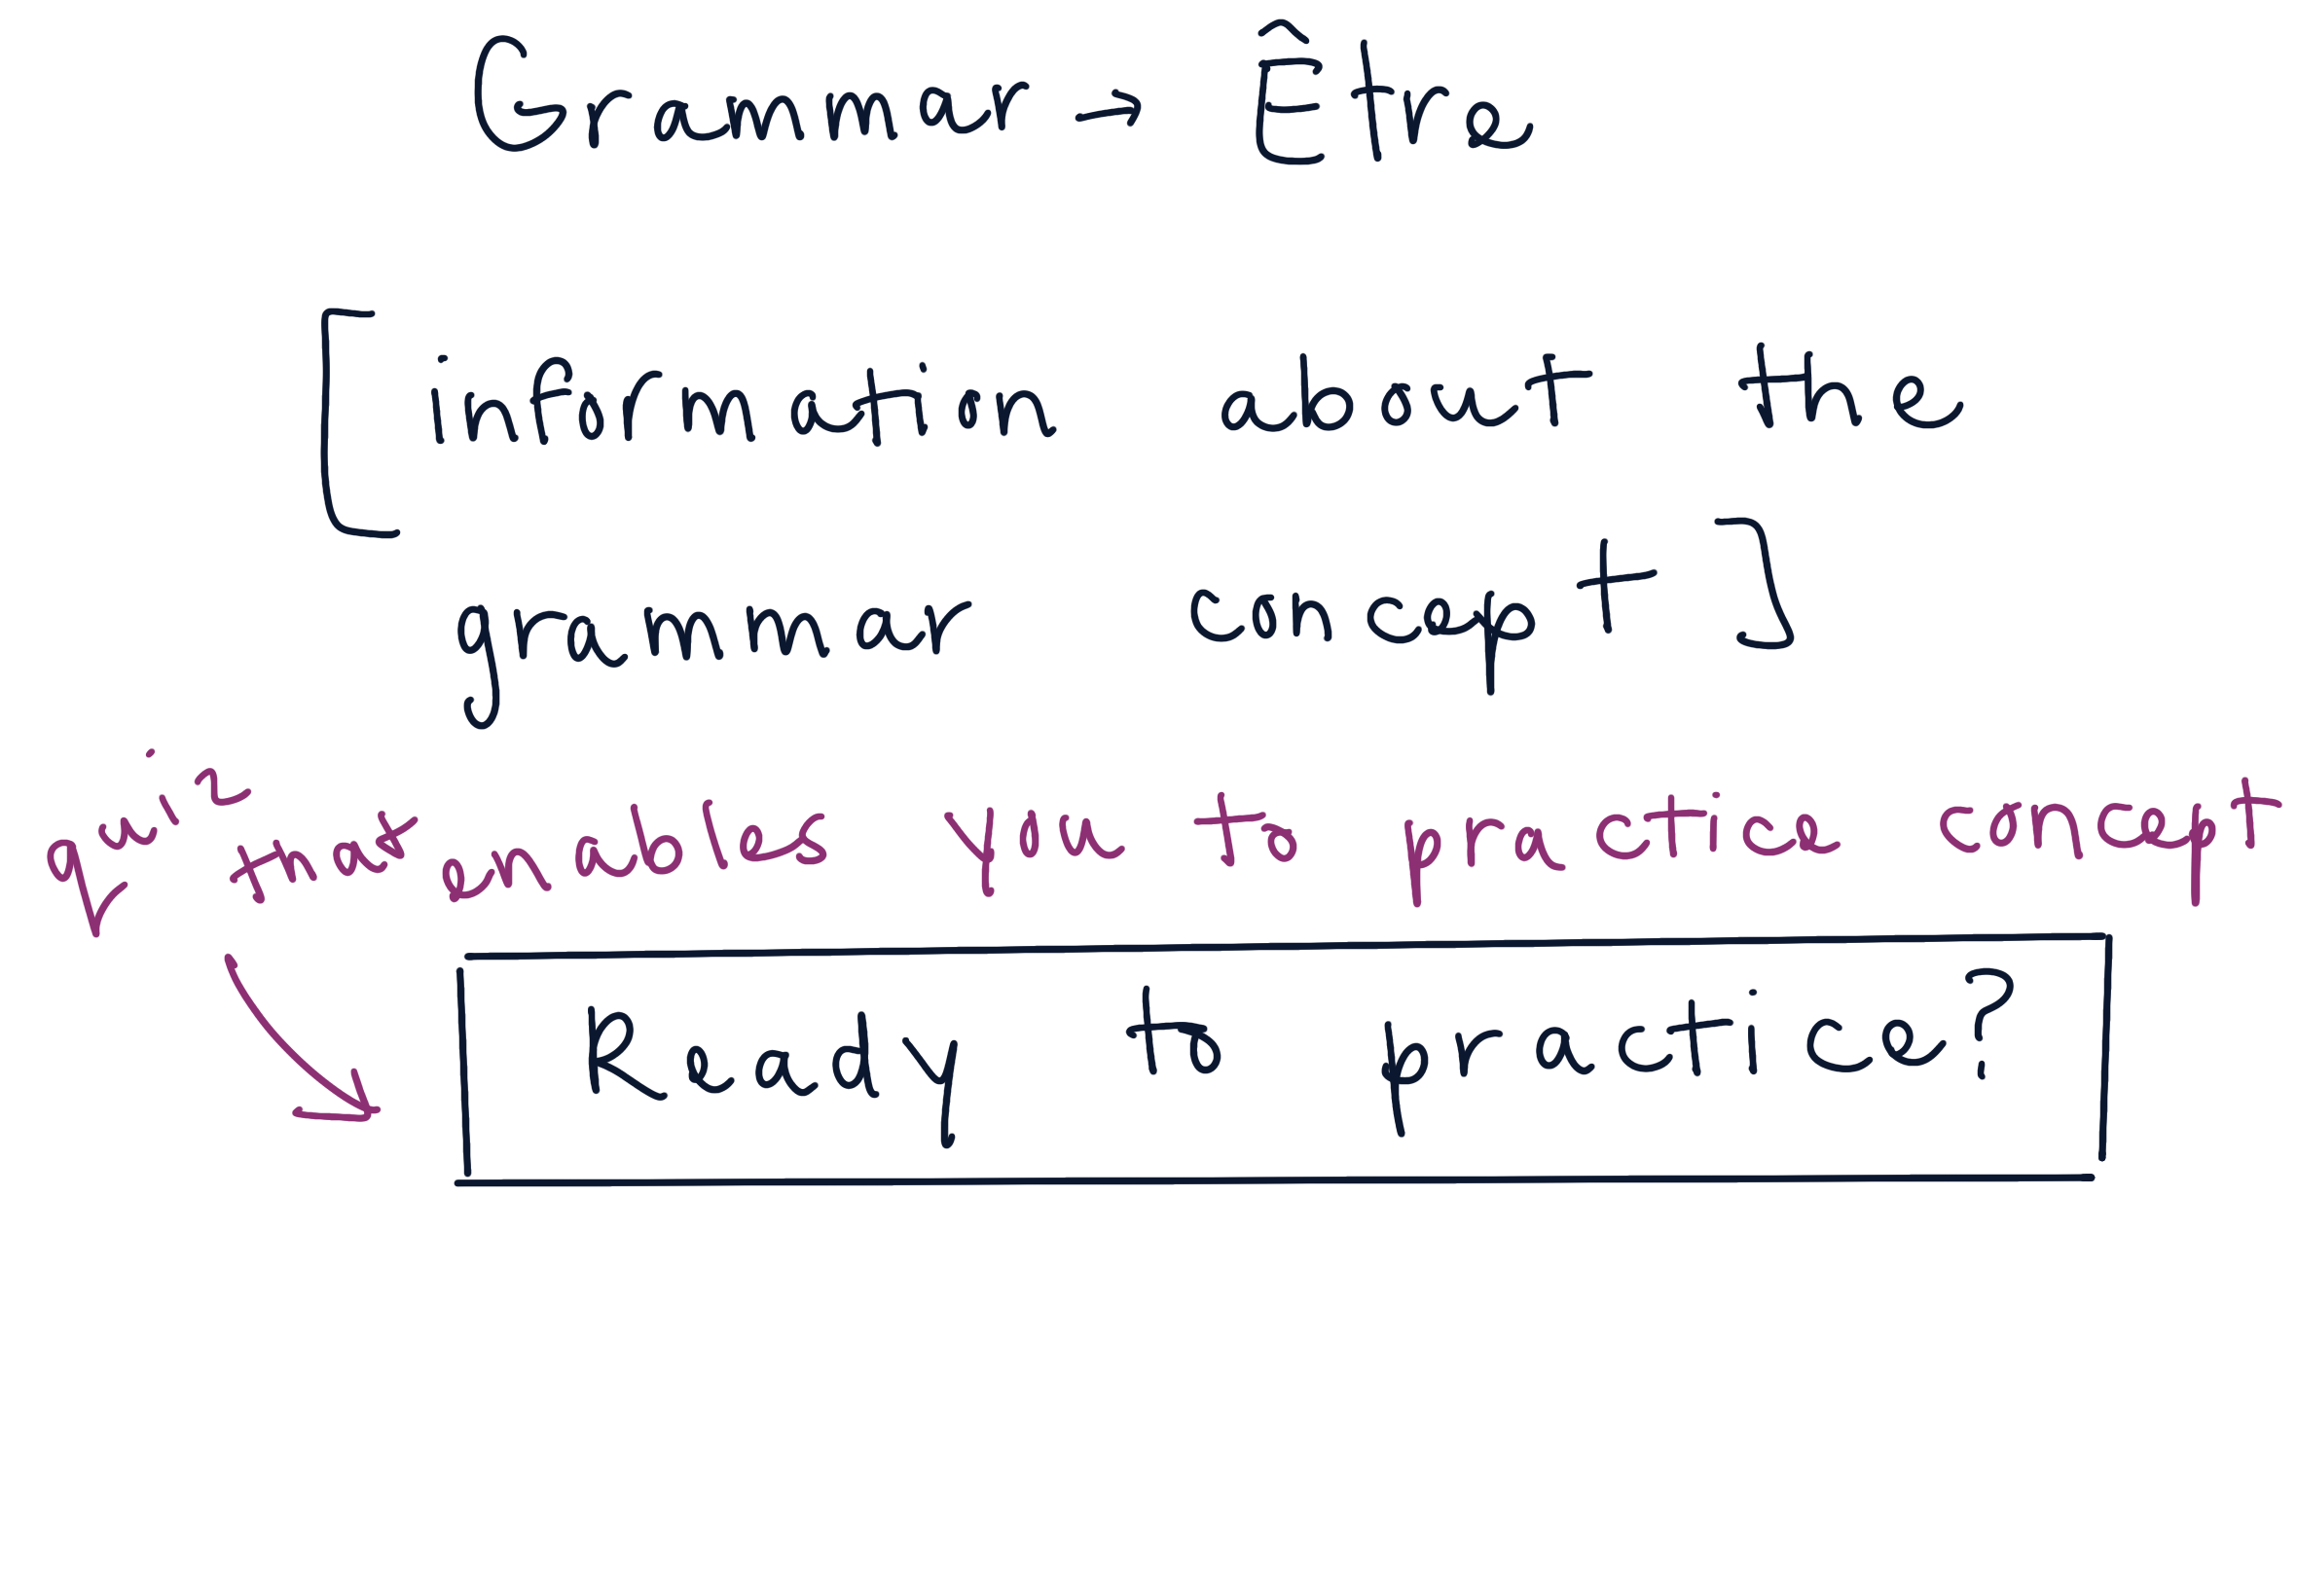 Grammar → Être
[information about the
grammar concept]
quiz that enables you to practice concept
Ready to practice?